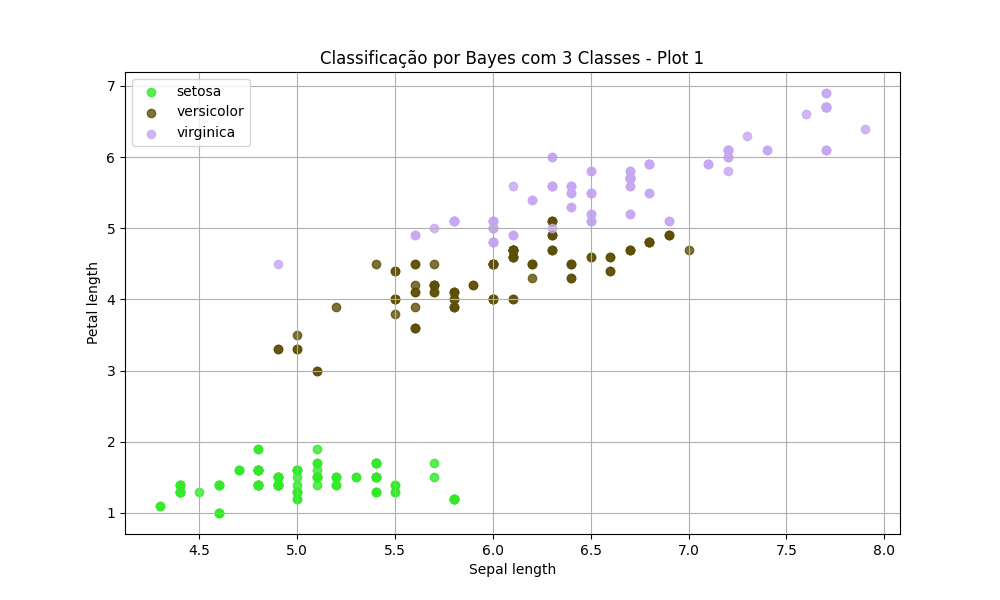 Classificação por Bayes com 3 Classes - Plot 1
setosa
versicolor
virginica
Petal length
7
6
5
4
3
2
1
4.5 5.0 5.5 6.0 6.5 7.0 7.5 8.0
Sepal length